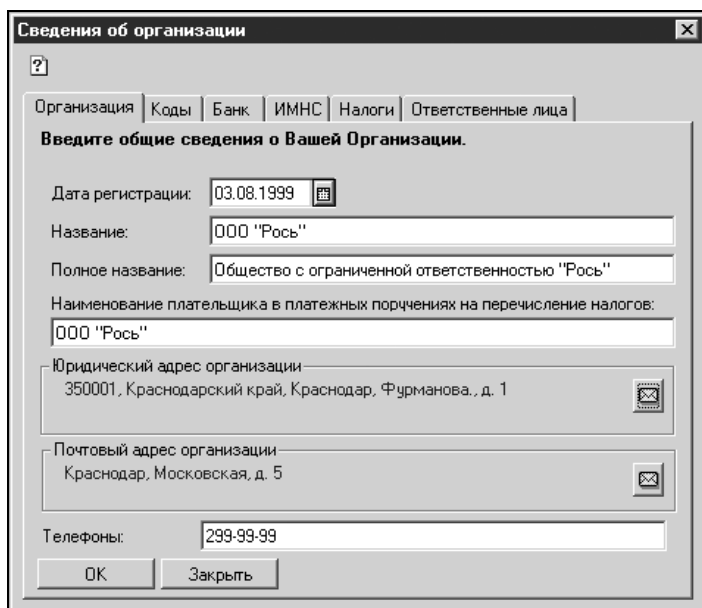 Сведения об организации
Организация Коды Банк ИМНС Налоги Ответственные лица
Введите общие сведения о Вашей Организации.
Дата регистрации: 03.08.1999
Название: ООО "Рось"
Полное название: Общество с ограниченной ответственностью "Рось"
Наименование плательщика в платежных поручениях на перечисление налогов:
ООО "Рось"
Юридический адрес организации
350001, Краснодарский край, Краснодар, Фурманова., д. 1
Почтовый адрес организации
Краснодар, Московская, д. 5
Телефоны: 299-99-99
OK Закрыть